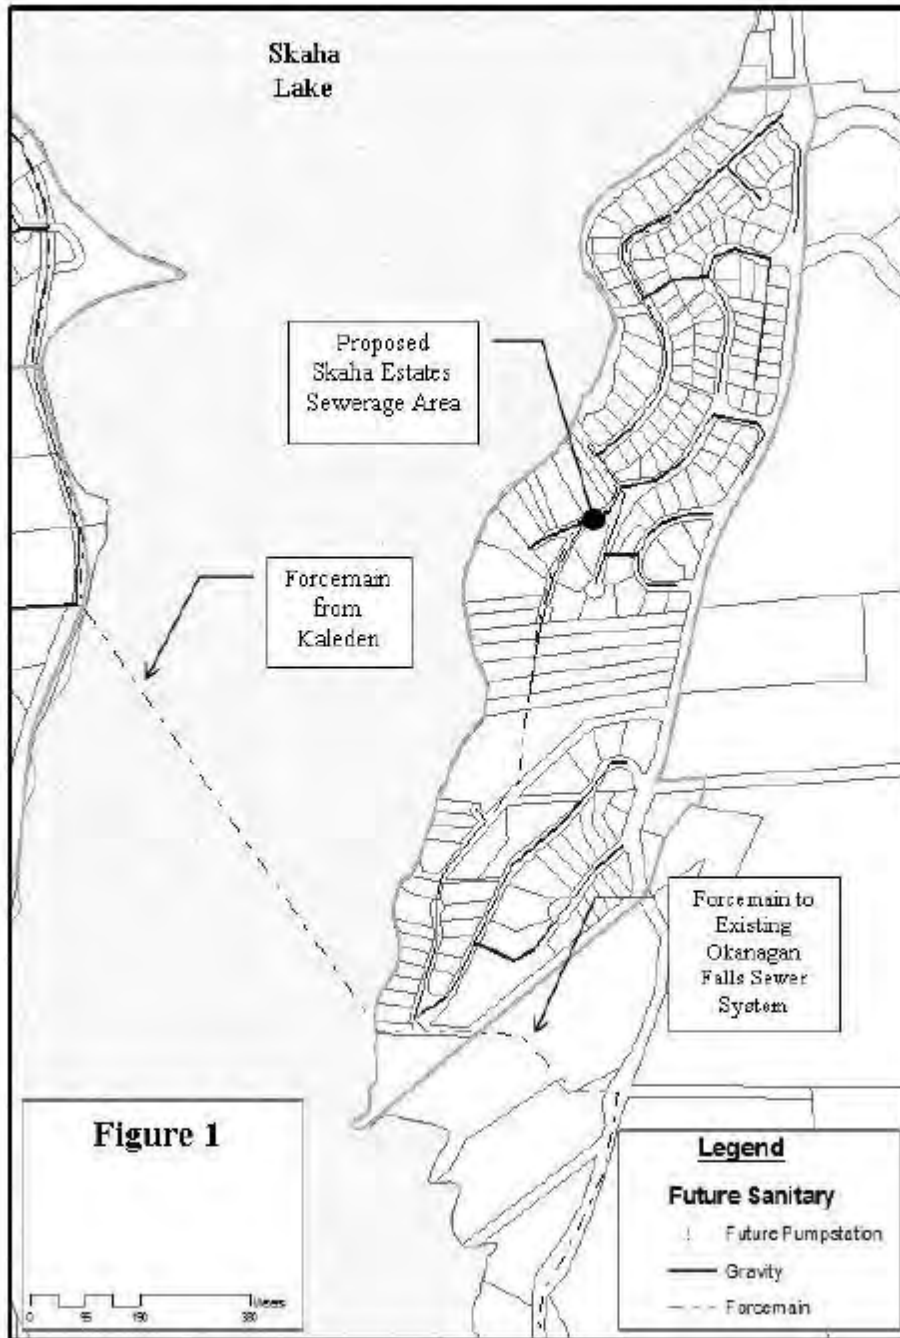 Skaha
Lake
Proposed
Skaha Estates
Sewerage Area
Forcemain
from
Kaleden
Forcemain to
Existing
Okanagan
Falls Sewer
System
Figure 1
Meters
0 95 190 380
Legend
Future Sanitary
Future Pumpstation
Gravity
Forcemain